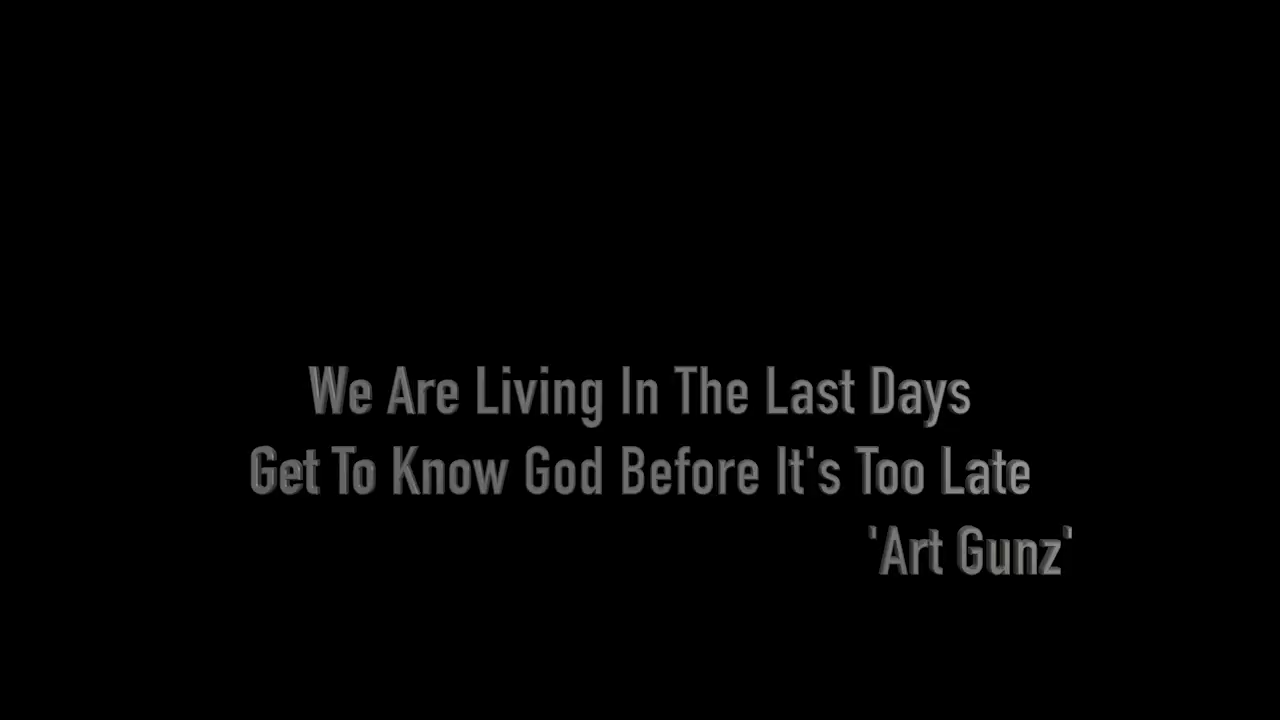 We Are Living In The Last Days
Get To Know God Before It's Too Late
'Art Gunz'